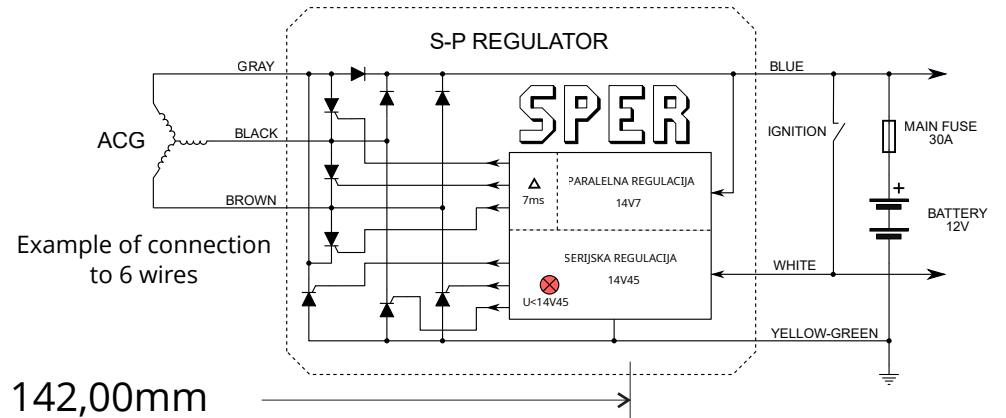 S-P REGULATOR
GRAY
BLUE
SPER
ACG
BLACK
IGNITION
MAIN FUSE
30A
PARALELNA REGULACIJA
7ms
14V7
BROWN
+
BATTERY
12V
Example of connection
to 6 wires
SERIJSKA REGULACIJA
14V45
WHITE
U<14V45
YELLOW-GREEN
142,00mm